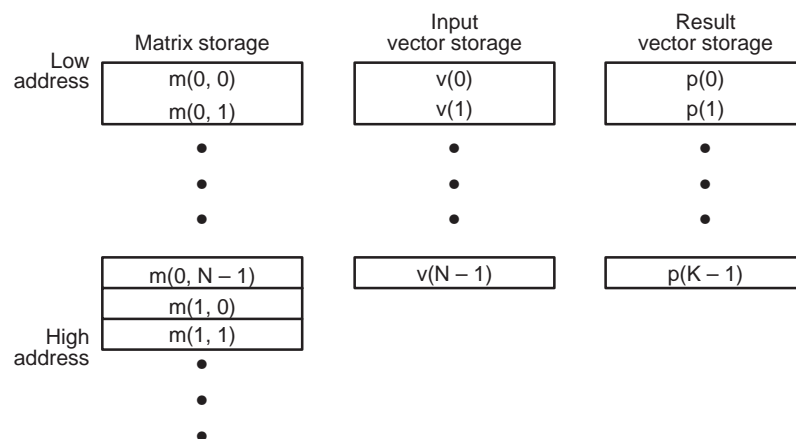 Low
address
Matrix storage
m(0, 0)
m(0, 1)
m(0, N – 1)
m(1, 0)
m(1, 1)
High
address
Input
vector storage
v(0)
v(1)
v(N – 1)
Result
vector storage
p(0)
p(1)
p(K – 1)